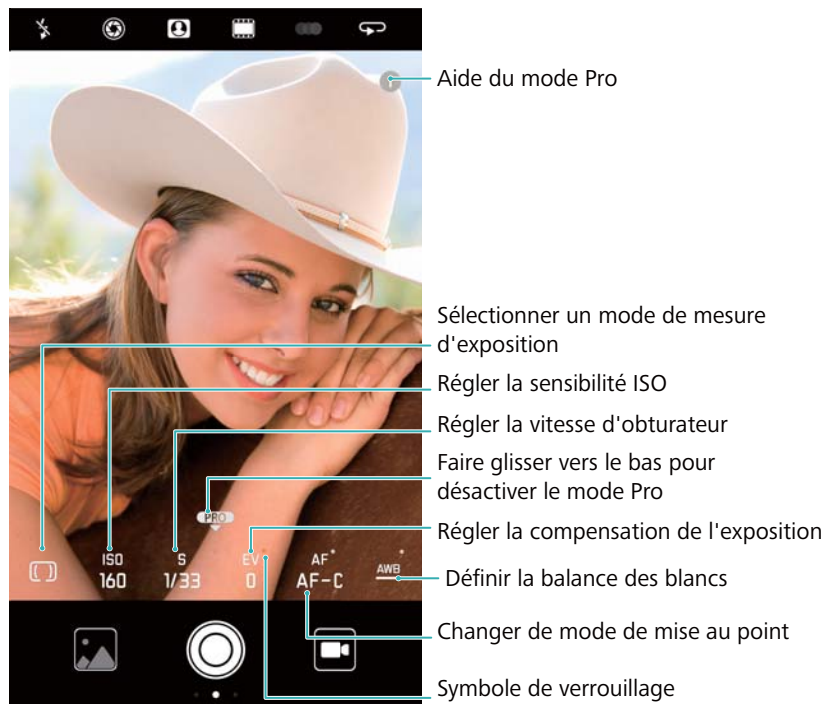 Aide du mode Pro
Sélectionner un mode de mesure
d'exposition
Régler la sensibilité ISO
Régler la vitesse d'obturateur
Faire glisser vers le bas pour
désactiver le mode Pro
PRO
Régler la compensation de l'exposition
ISO S EV AF AWB
160 1/33 0 AF-C
Définir la balance des blancs
Changer de mode de mise au point
Symbole de verrouillage